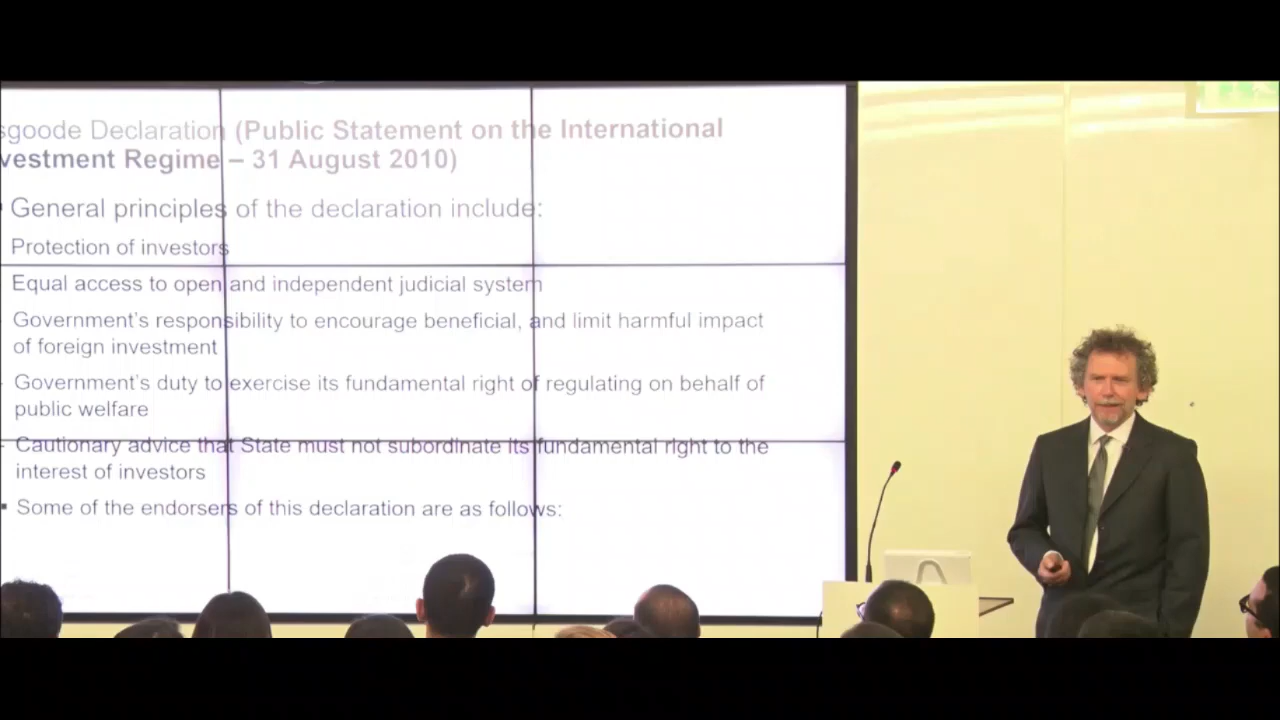 sgoode Declaration (Public Statement on the International
vestment Regime – 31 August 2010)
General principles of the declaration include:
Protection of investors
Equal access to open and independent judicial system
Government's responsibility to encourage beneficial, and limit harmful impact
of foreign investment
Government's duty to exercise its fundamental right of regulating on behalf of
public welfare
Cautionary advice that State must not subordinate its fundamental right to the
interest of investors
Some of the endorsers of this declaration are as follows: